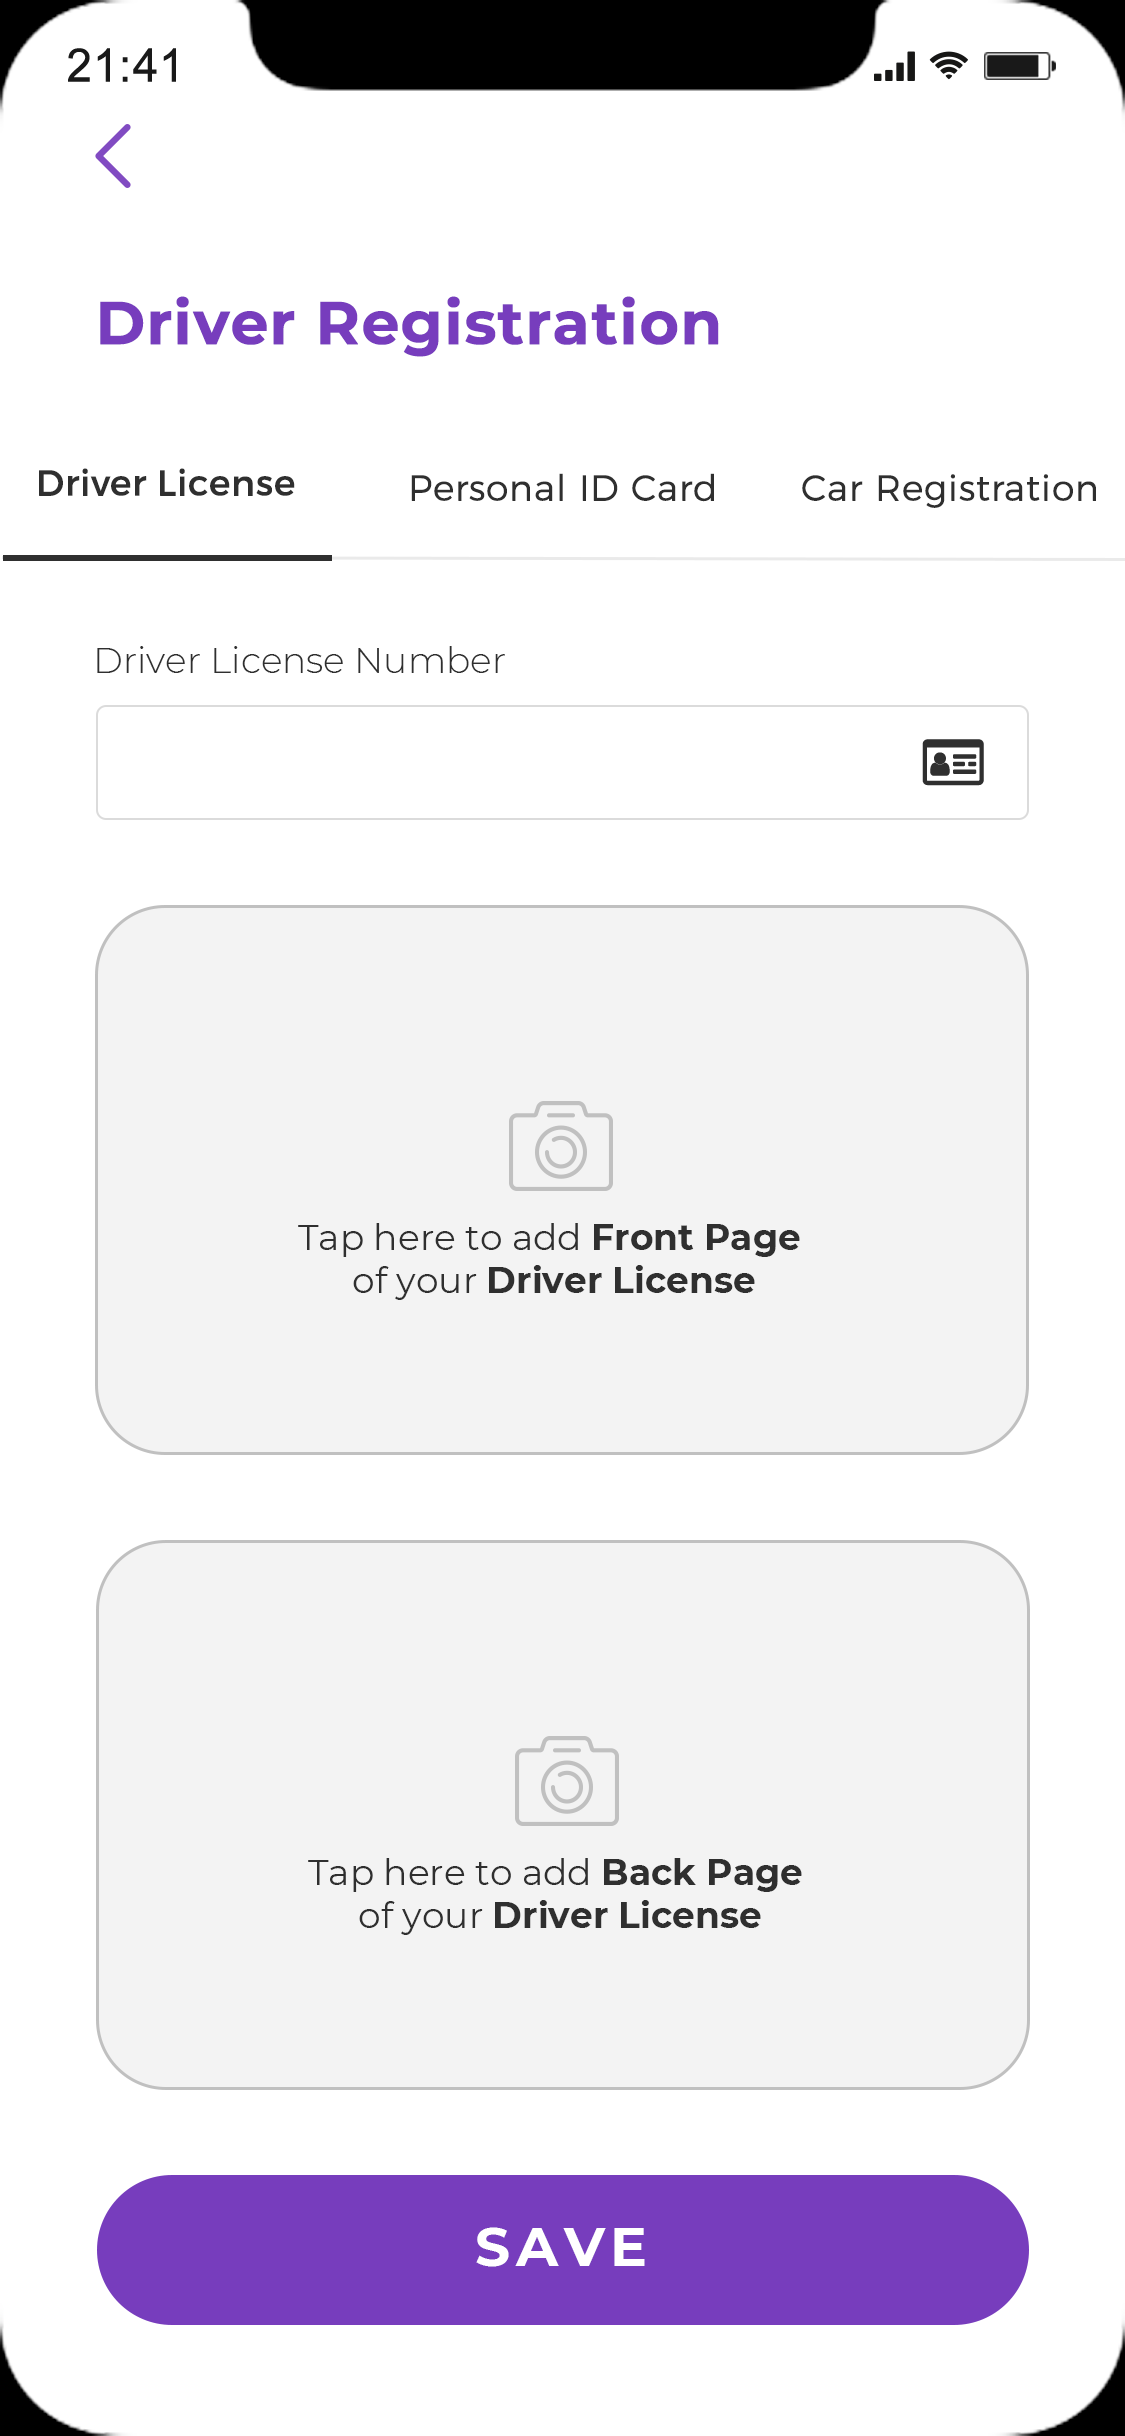 21:41
Driver Registration
Driver License
Personal ID Card
Car Registration
Driver License Number
Tap here to add Front Page
of your Driver License
Tap here to add Back Page
of your Driver License
SAVE